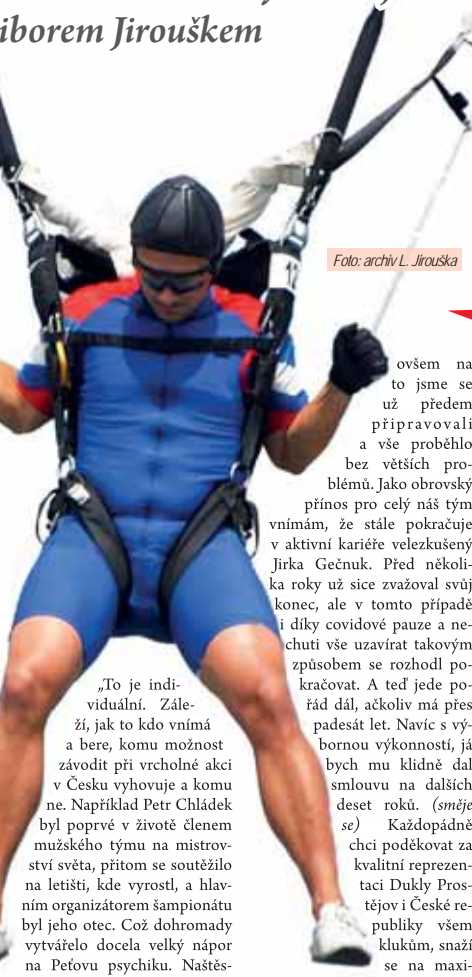 iborem Jirouškem
Foto: archiv L. Jirouška
„To je indi-
viduální. Zále-
ží, jak to kdo vnímá
a bere, komu možnost
závodit při vrcholné akci
v Česku vyhovuje a komu
ne. Například Petr Chládek
byl poprvé v životě členem
mužského týmu na mistrov-
ství světa, přitom se soutěžilo
na letišti, kde vyrostl, a hlav-
ním organizátorem šampionátu
byl jeho otec. Což dohromady
vytvářelo docela velký nápor
na Peťovu psychiku. Naštěs-
ovšem na
to jsme se
už předem
připravovali
a vše proběhlo
bez větších pro-
blémů. Jako obrovský
přínos pro celý náš tým
vnímám, že stále pokračuje
v aktivní kariéře velezkušený
Jirka Gečnuk. Před několi-
ka roky už sice zvažoval svůj
konec, ale v tomto případě
i díky covidové pauze a ne-
chuti vše uzavírat takovým
způsobem se rozhodl po-
kračovat. A teď jede po-
řád dál, ačkoliv má přes
padesát let. Navíc s vý-
bornou výkonností, já
bych mu klidně dal
smlouvu na dalších
deset roků. (směje
se) Každopádně
chci poděkovat za
kvalitní reprezen-
taci Dukly Pros-
tějov i České re-
publiky všem
klukům, snaží
se na maxi-